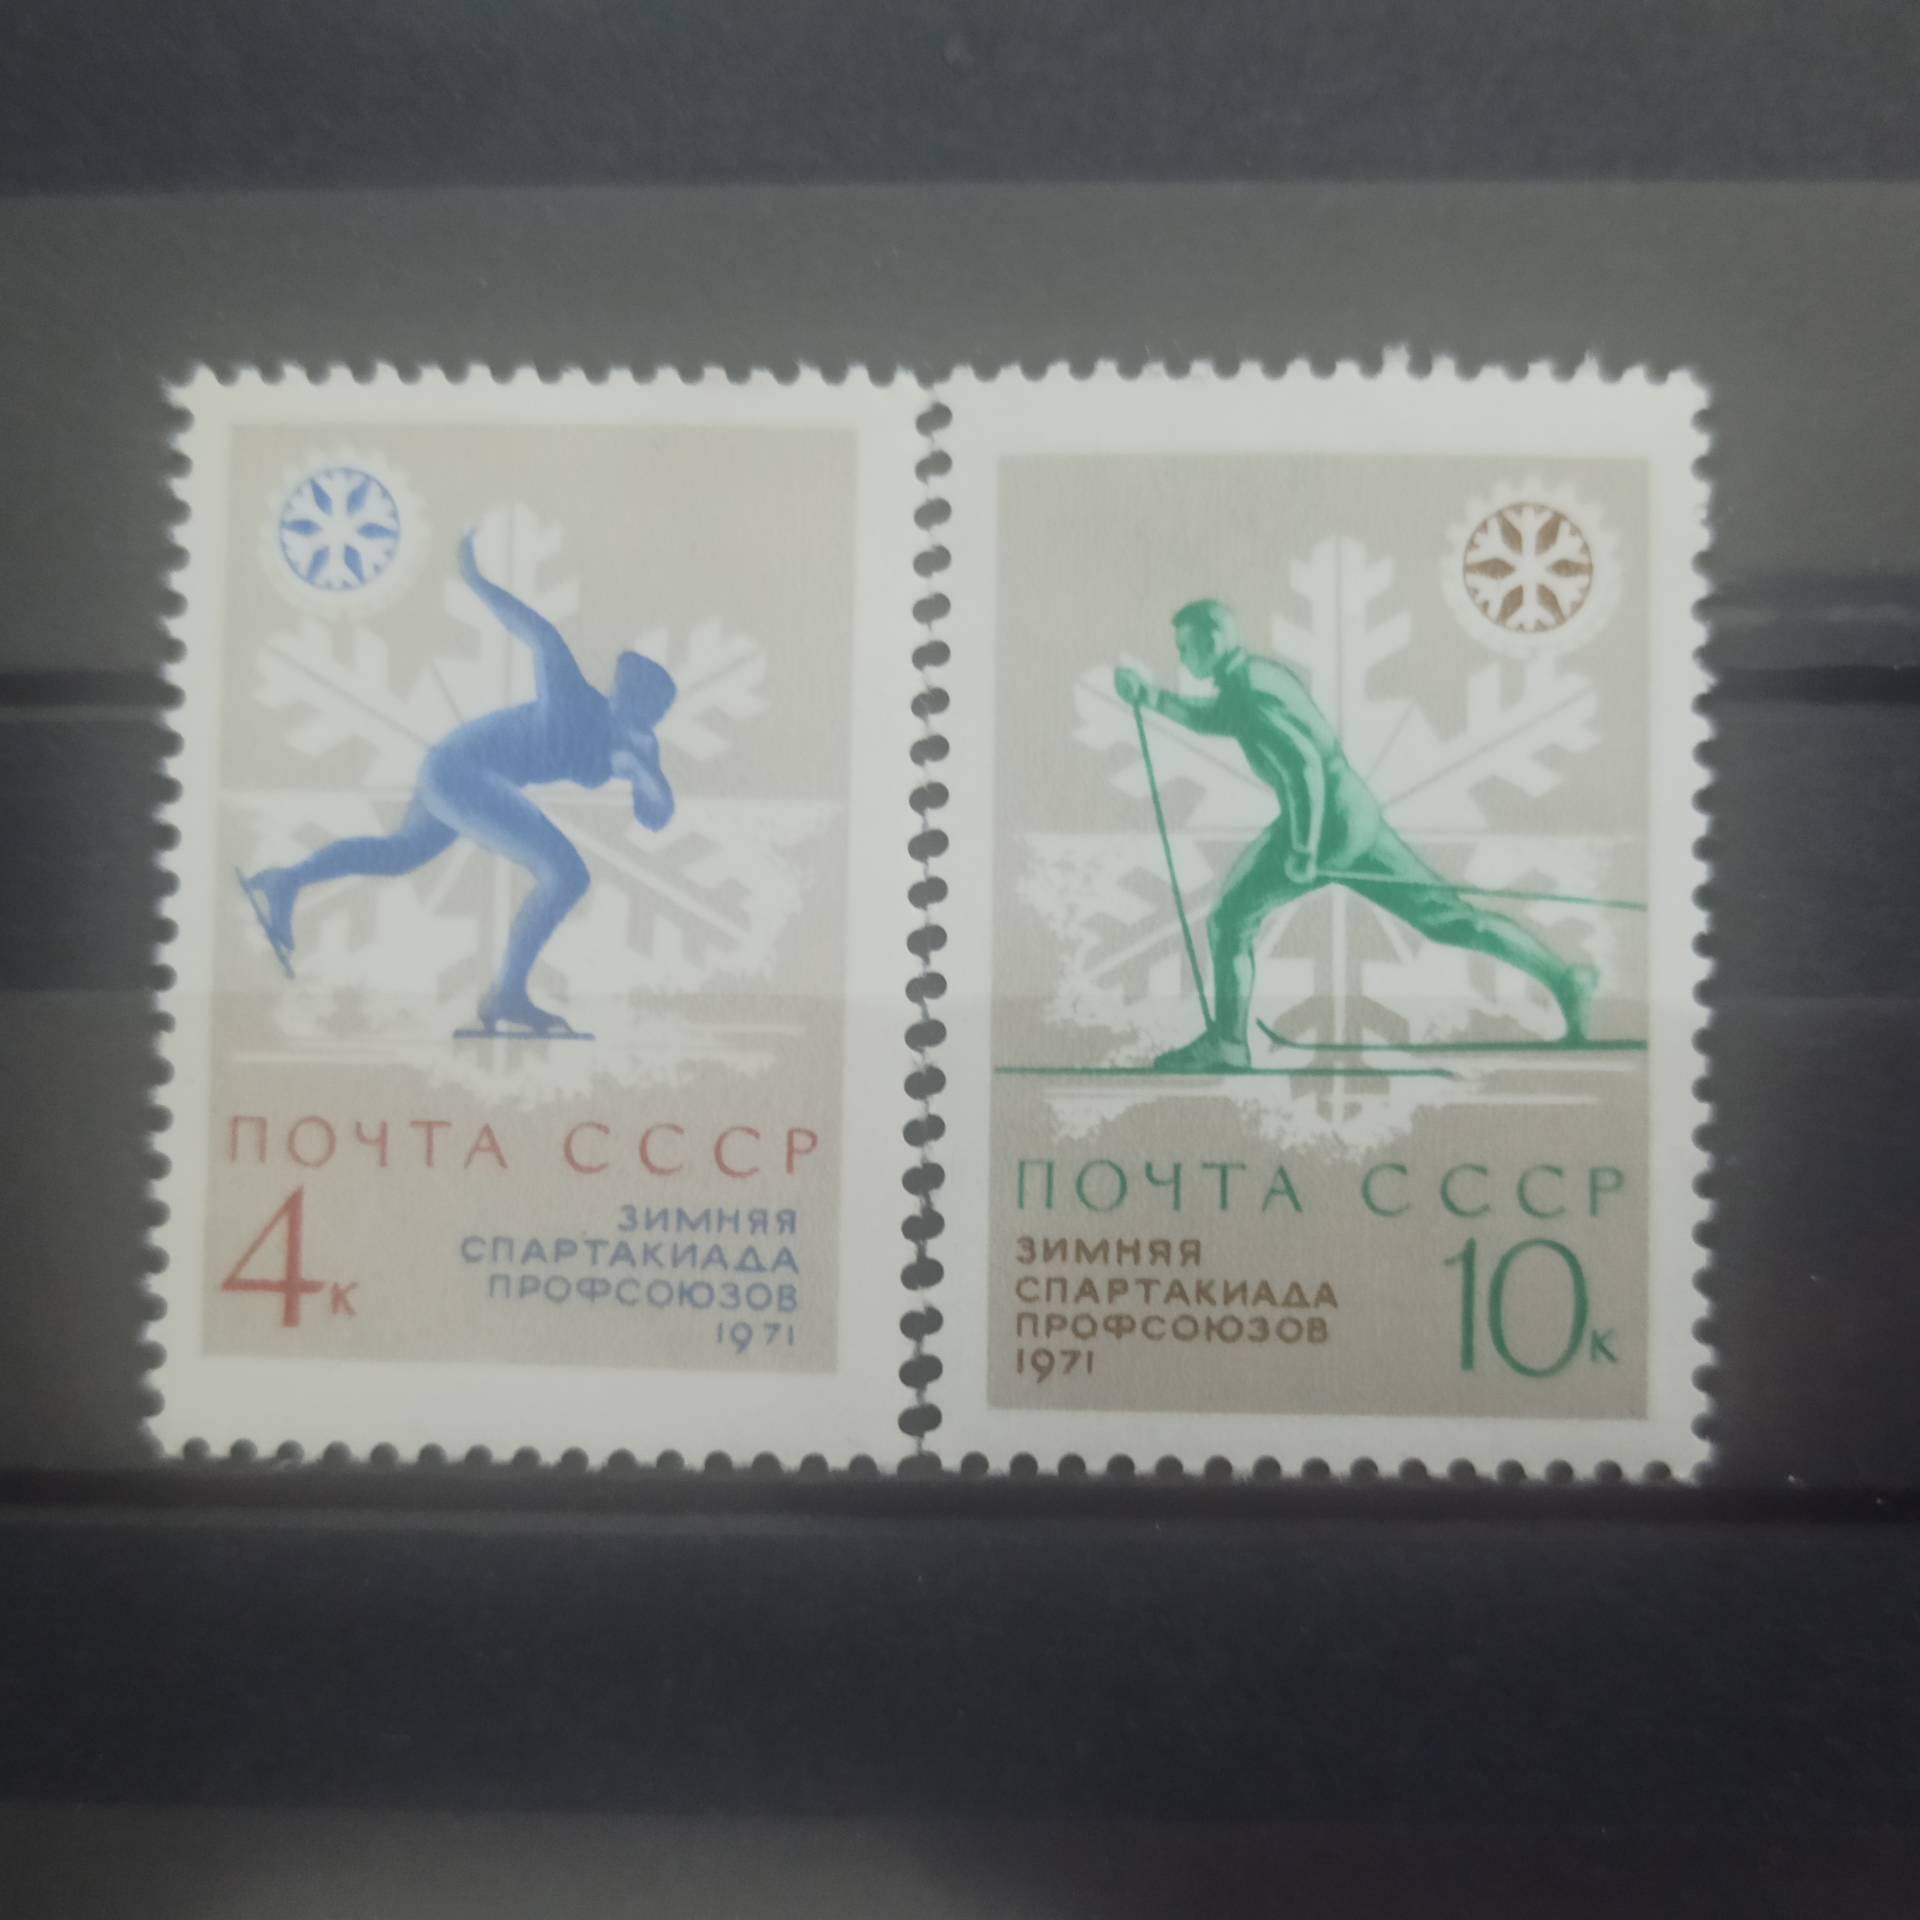 ПОЧТА СССР
4к
ЗИМНЯЯ
СПАРТАКИАДА
ПРОФСОЮЗОВ
1971
ПОЧТА СССР
ЗИМНЯЯ
СПАРТАКИАДА
ПРОФСОЮЗОВ
1971
10к